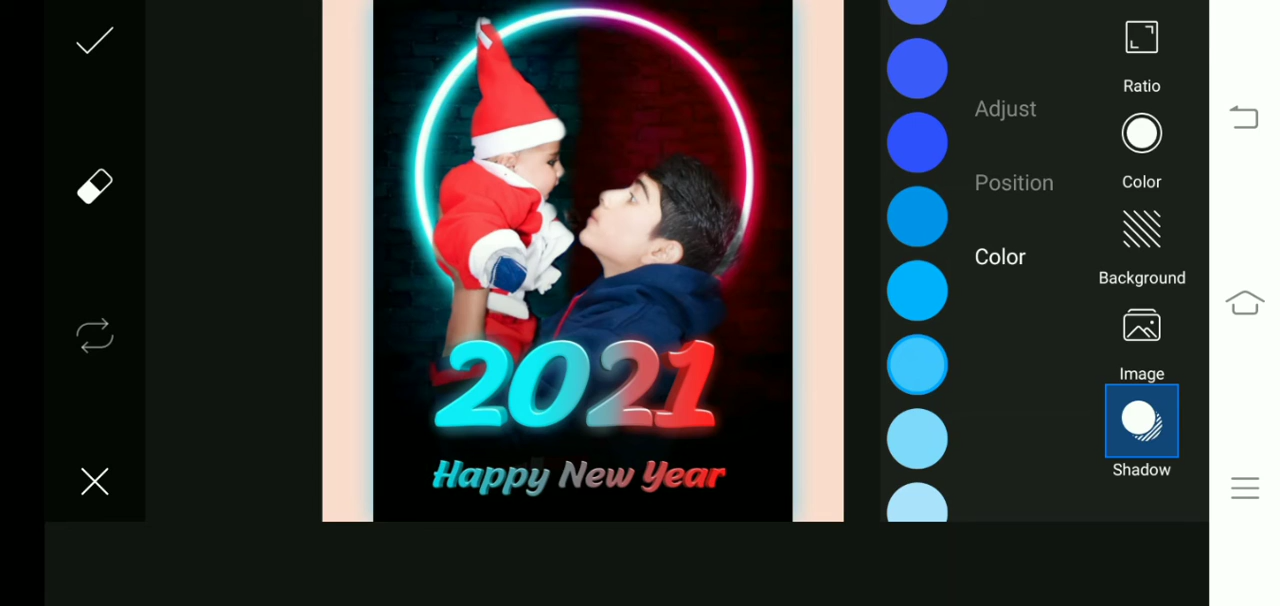 Ratio
Adjust
Color
Position
Color
Background
Image
Shadow
2021
Happy New Year